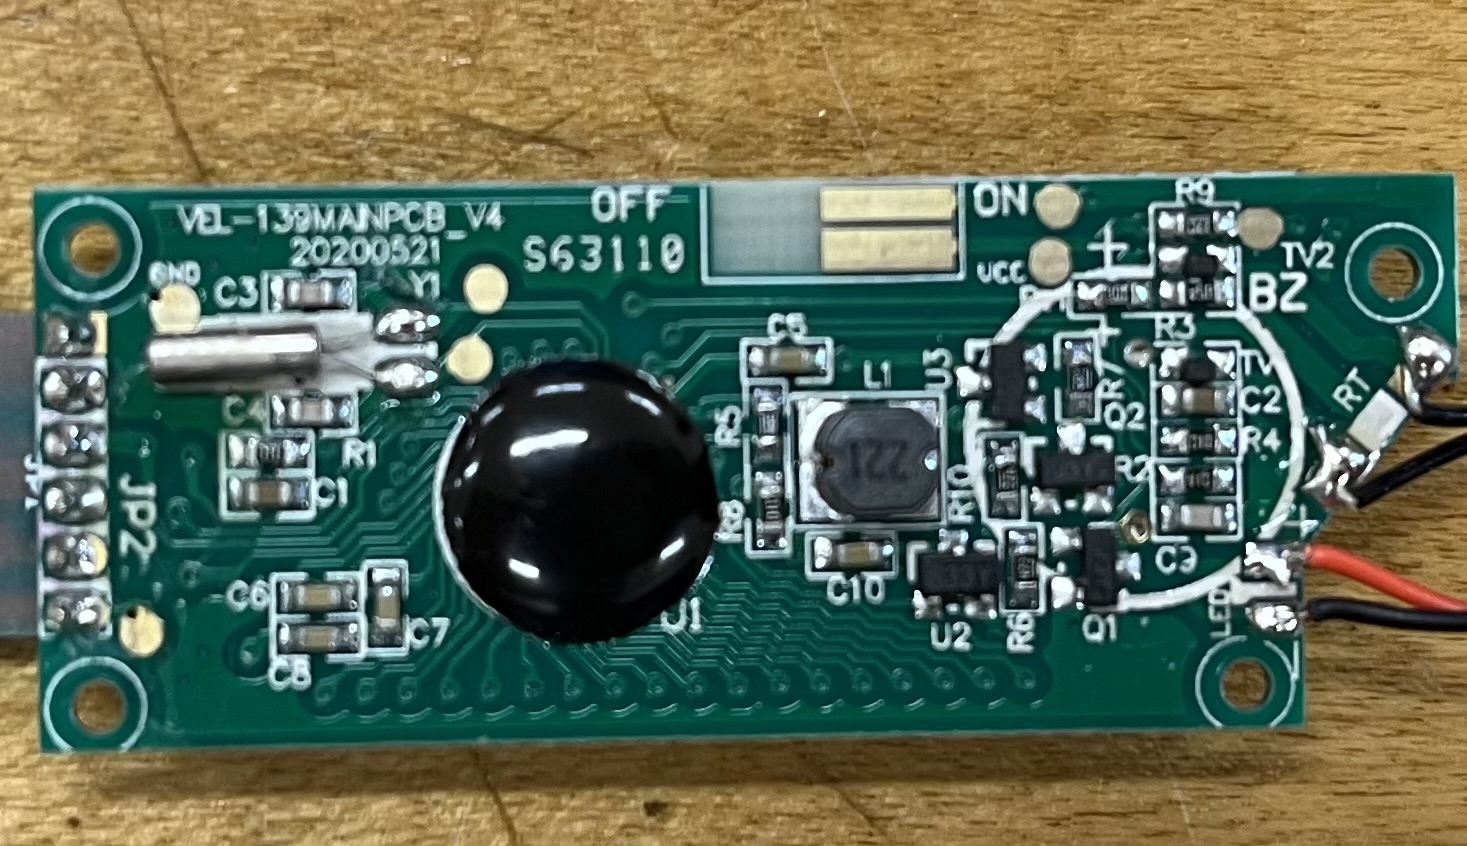 VEL-139MAINPCB_V4
20200521
OFF
S63110
ON
VCC
R9
TV2
BZ
GND
C3
Y1
C5
L1
U3
R3
TV
R7
Q2
C2
RT
C4
R1
C1
R5
221
R4
R2
R10
R8
JP2
C10
C9
C6
C7
C8
U1
U2
R6
Q1
LED